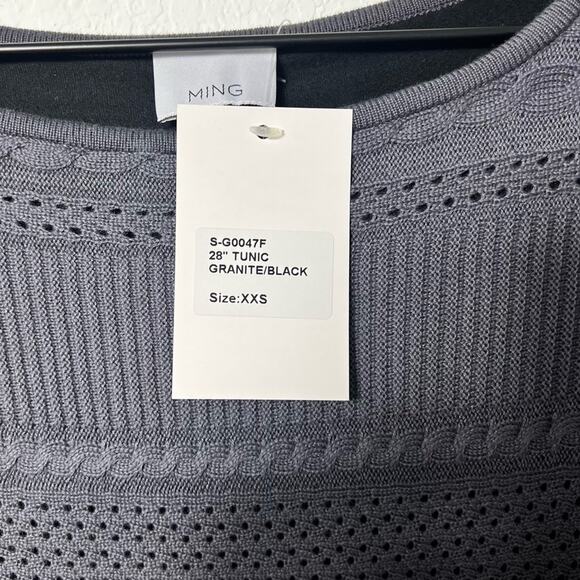 MING
S-G0047F
28" TUNIC
GRANITE/BLACK
Size:XXS